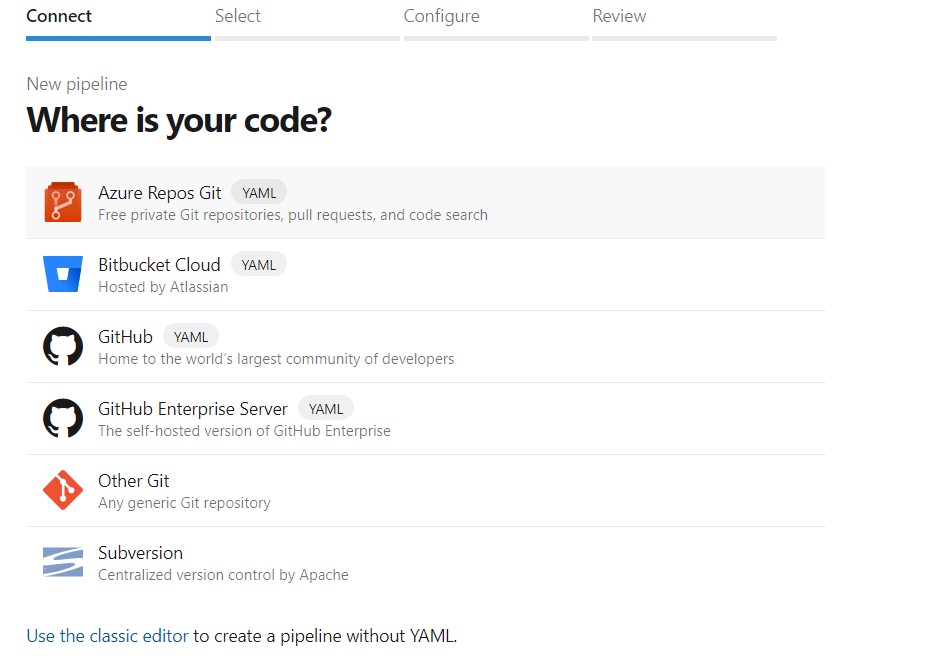 Connect Select Configure Review
New pipeline
Where is your code?
Azure Repos Git YAML
Free private Git repositories, pull requests, and code search
Bitbucket Cloud YAML
Hosted by Atlassian
GitHub YAML
Home to the world's largest community of developers
GitHub Enterprise Server YAML
The self-hosted version of GitHub Enterprise
Other Git
Any generic Git repository
Subversion
Centralized version control by Apache
Use the classic editor to create a pipeline without YAML.